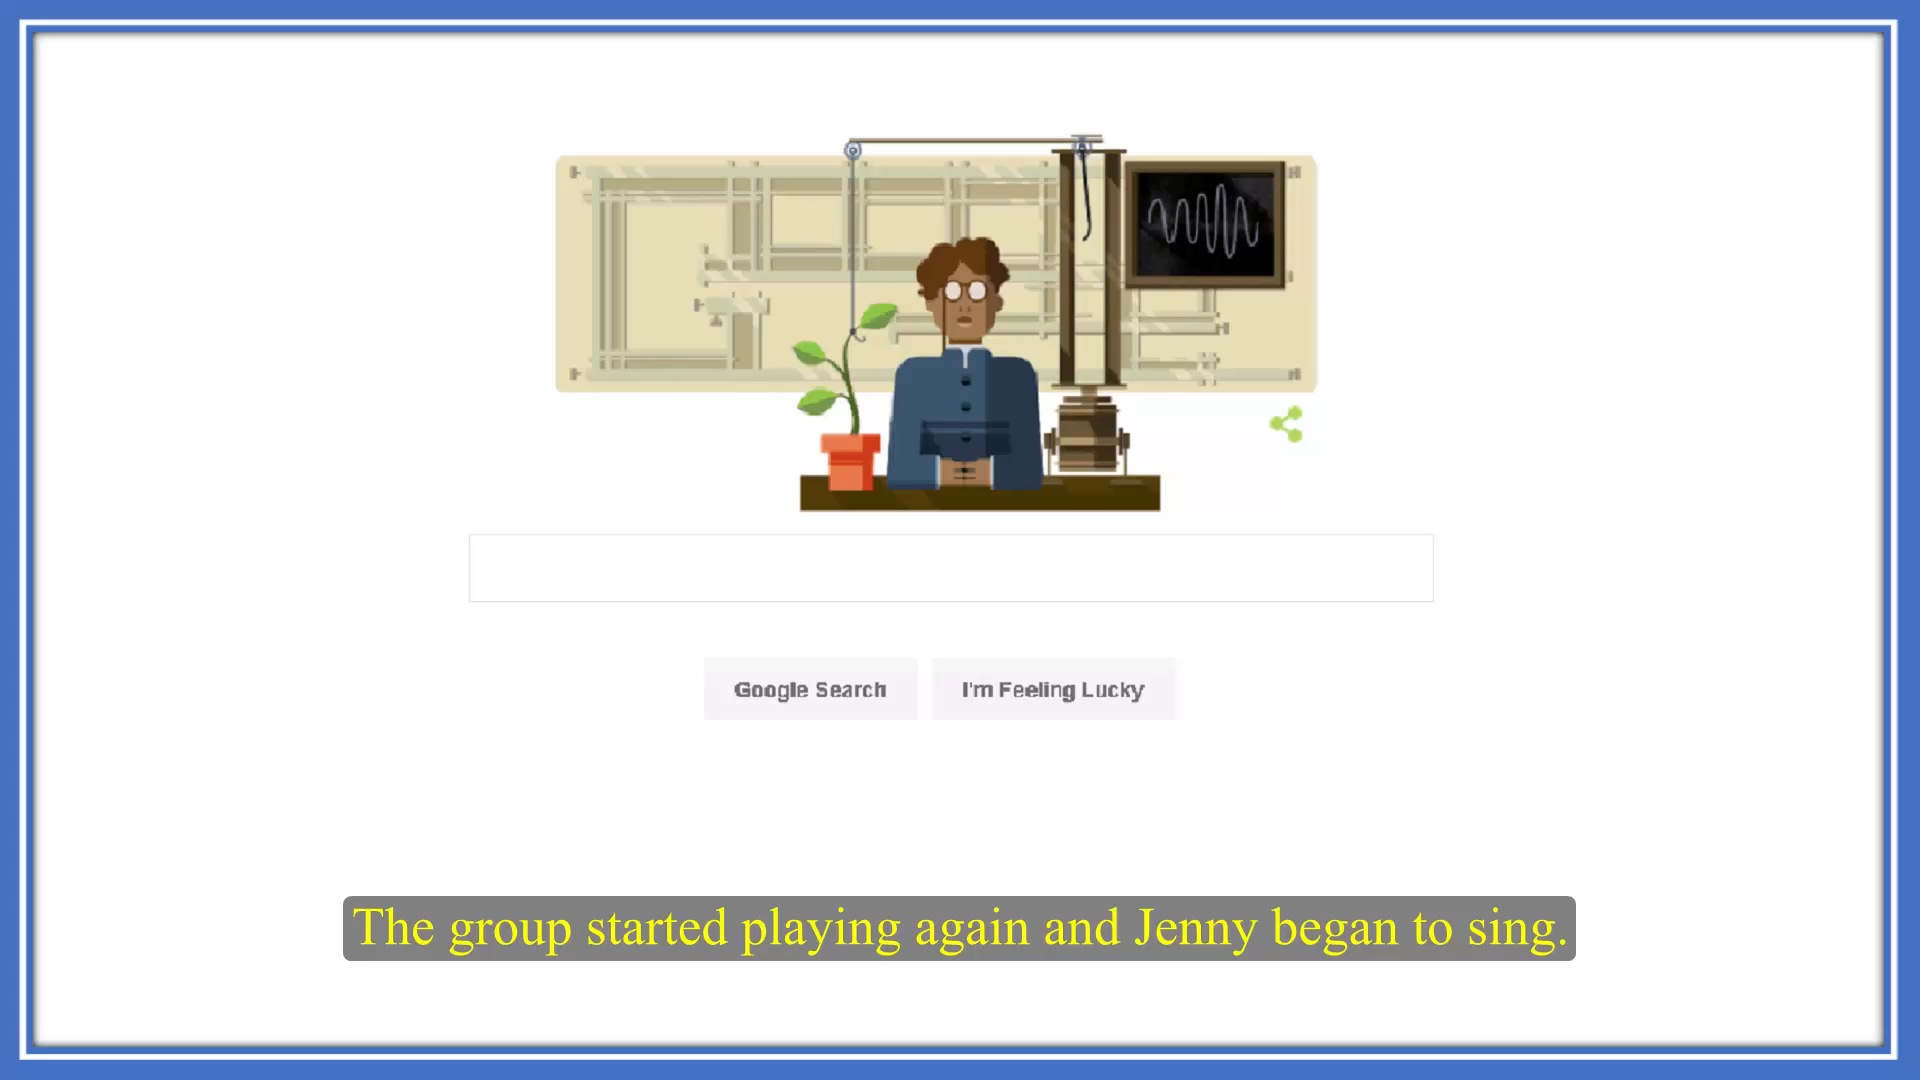 Google Search
I'm Feeling Lucky
The group started playing again and Jenny began to sing.